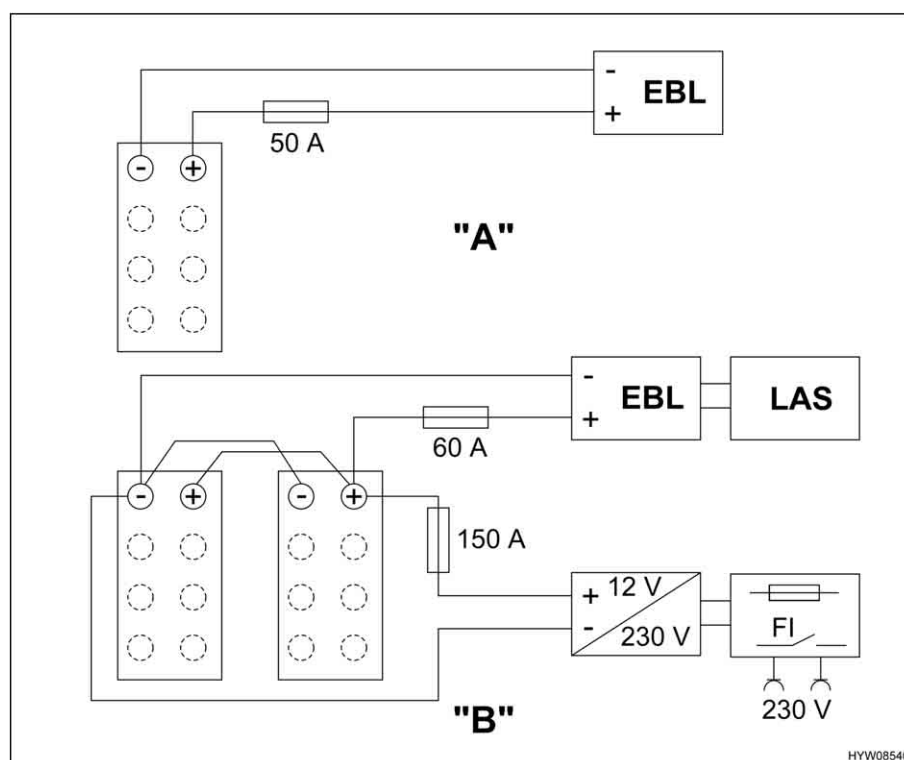 -
EBL
+
50 A
- +
"A"
-
EBL
LAS
+
60 A
- + - +
150 A
+ 12 V
- 230 V
FI
230 V
"B"